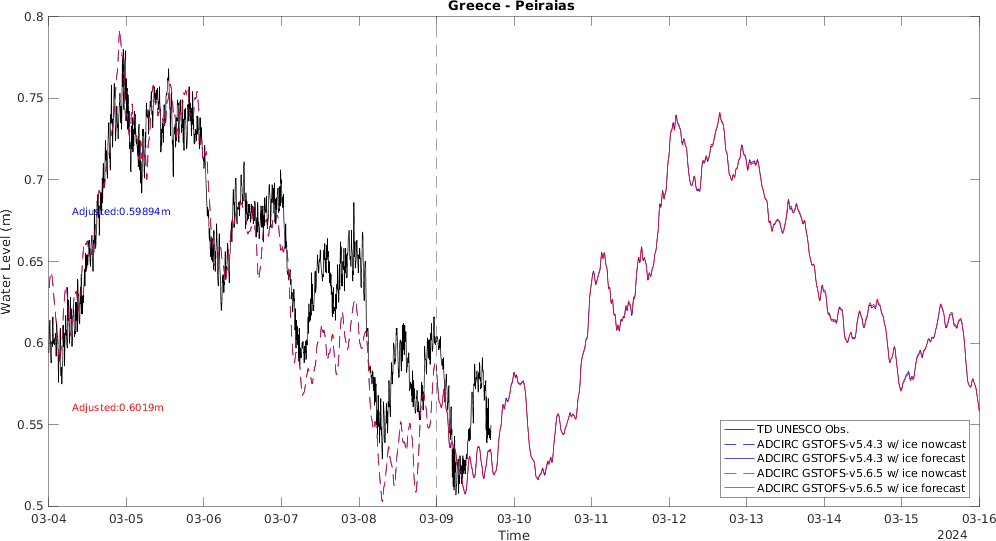 Greece - Peiraias
0.8
0.75
0.7
0.65
0.6
0.55
0.5
Water Level (m)
Adjusted:0.59894m
Adjusted:0.6019m
TD UNESCO Obs.
ADCIRC GSTOFS-v5.4.3 w/ ice nowcast
ADCIRC GSTOFS-v5.4.3 w/ ice forecast
ADCIRC GSTOFS-v5.6.5 w/ ice nowcast
ADCIRC GSTOFS-v5.6.5 w/ ice forecast
03-04 03-05 03-06 03-07 03-08 03-09 03-10 03-11 03-12 03-13 03-14 03-15 03-16
Time
2024